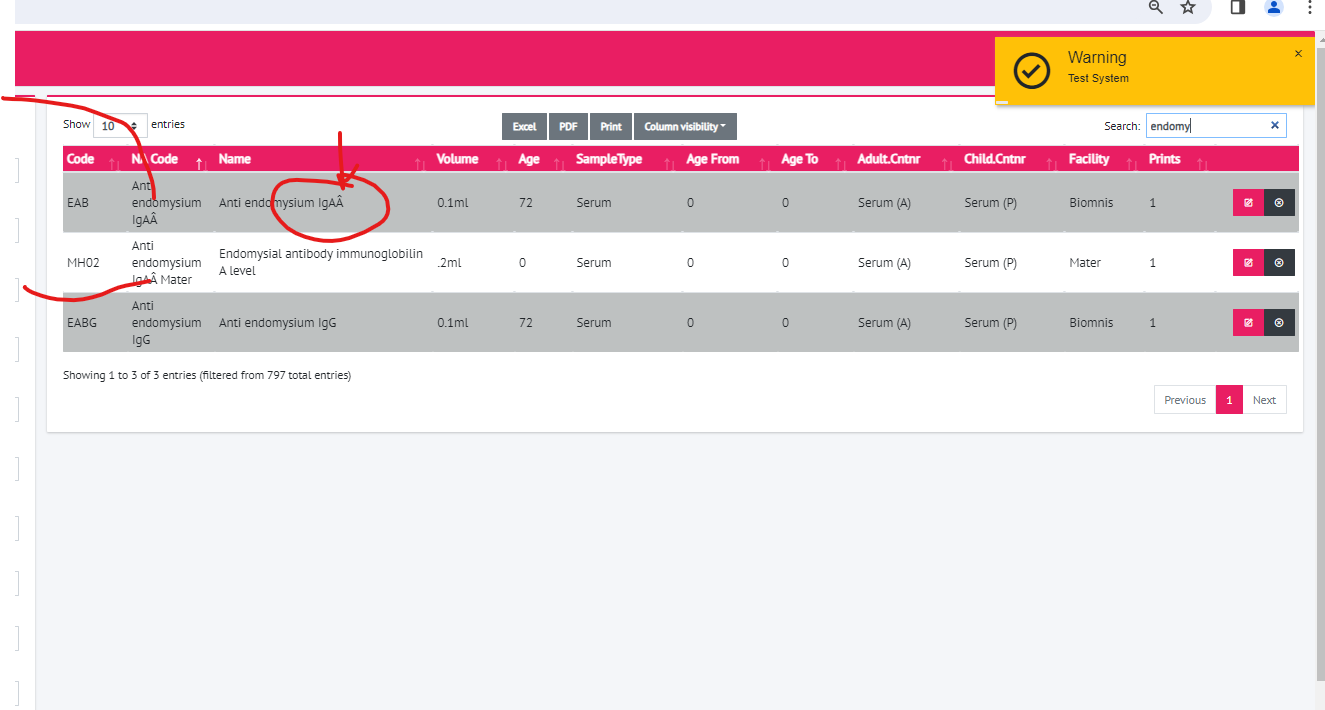 Warning
Test System
Show 10 entries
Excel PDF Print Column visibility
Search: endomy
Code NA Code Name Volume Age SampleType Age From Age To Adult.Cntnr Child.Cntnr Facility Prints
EAB Anti endomysium IgAÂ Anti endomysium IgAÂ 0.1ml 72 Serum 0 0 Serum (A) Serum (P) Biomnis 1
MH02 Anti endomysium IgAÂ Mater Endomysial antibody immunoglobilin A level .2ml 0 Serum 0 0 Serum (A) Serum (P) Mater 1
EABG Anti endomysium IgG Anti endomysium IgG 0.1ml 72 Serum 0 0 Serum (A) Serum (P) Biomnis 1
Showing 1 to 3 of 3 entries (filtered from 797 total entries)
Previous 1 Next